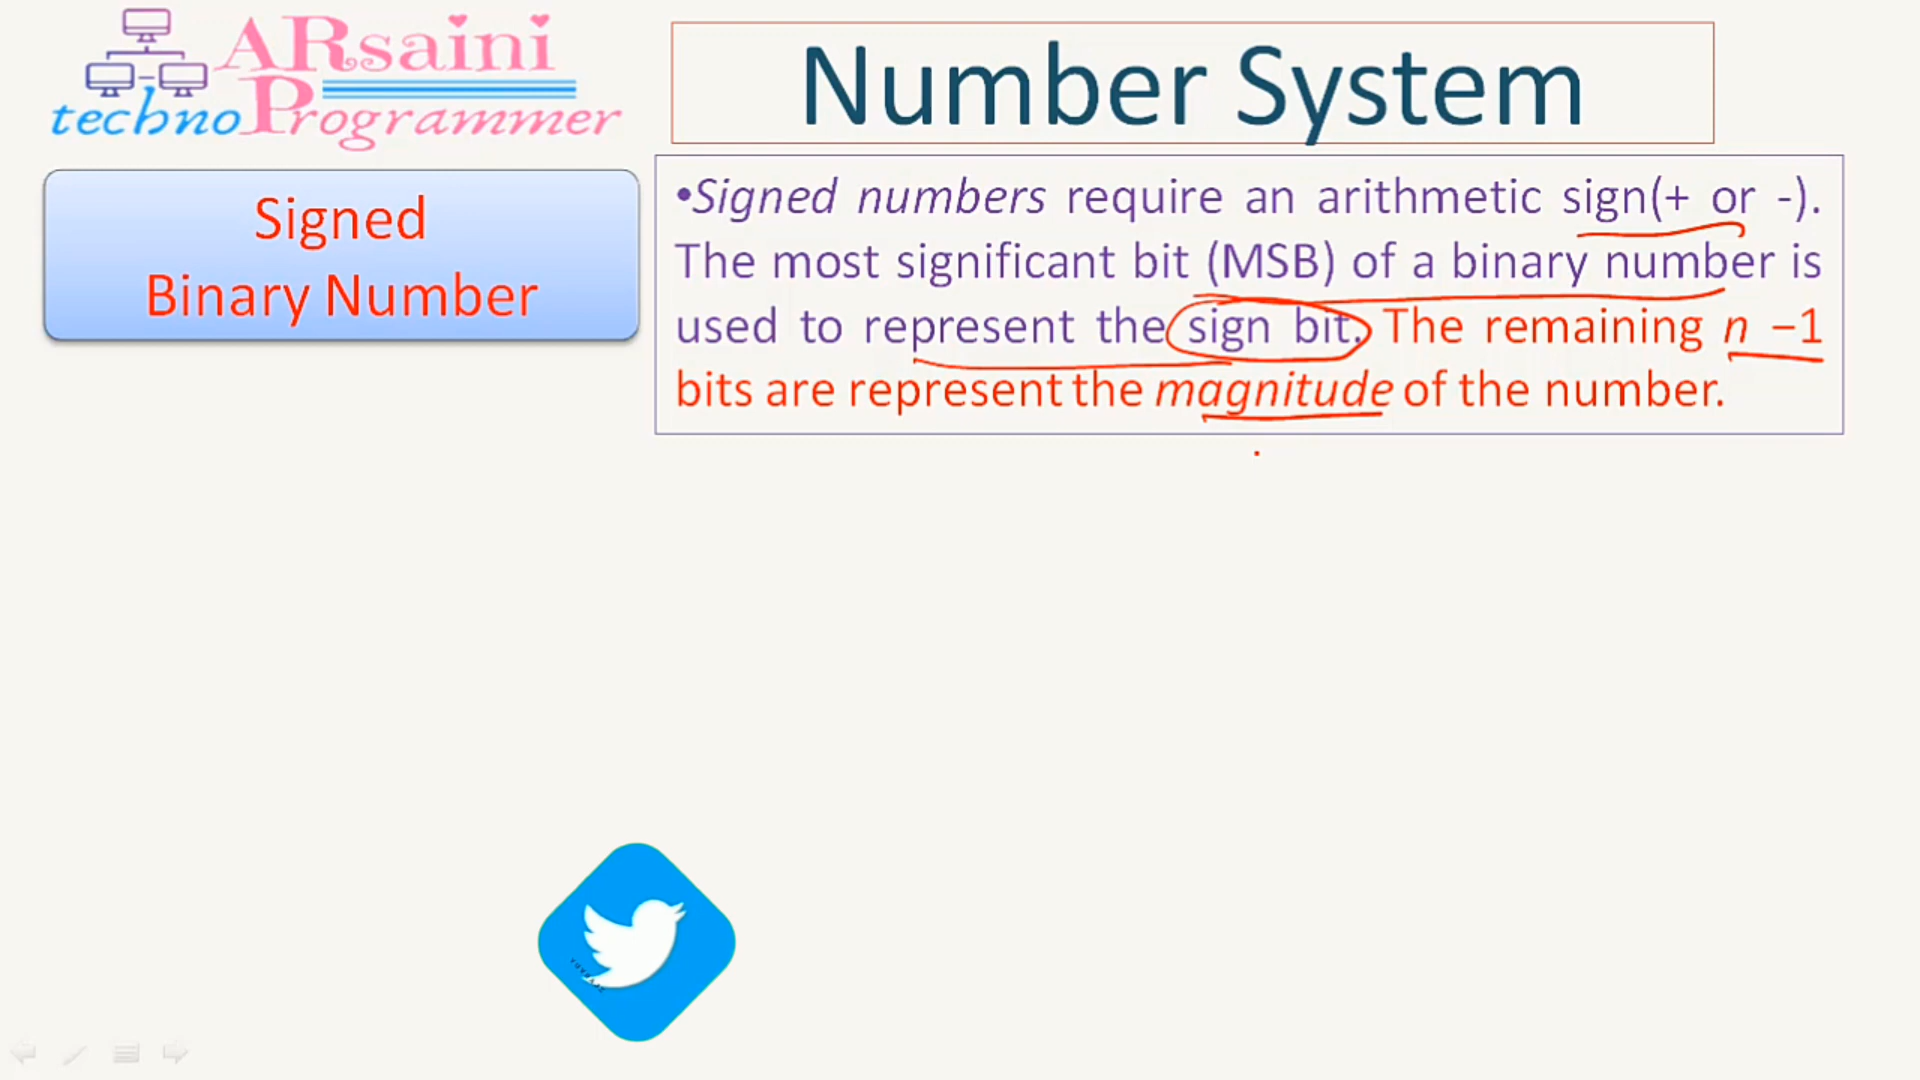 ARsaini
techno Programmer
Number System
Signed
Binary Number
•Signed numbers require an arithmetic sign(+ or -).
The most significant bit (MSB) of a binary number is
used to represent the sign bit. The remaining n –1
bits are represent the magnitude of the number.